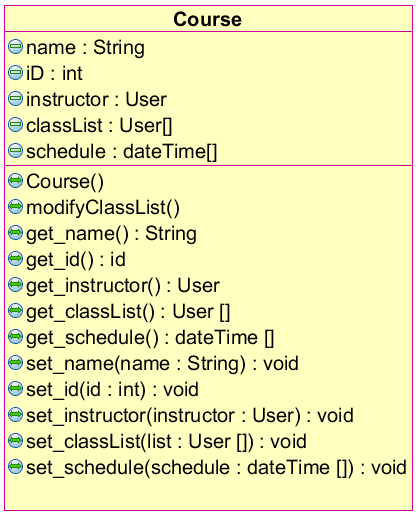 Course
name : String
iD : int
instructor : User
classList : User[]
schedule : dateTime[]
Course()
modifyClassList()
get_name() : String
get_id() : id
get_instructor() : User
get_classList() : User []
get_schedule() : dateTime []
set_name(name : String) : void
set_id(id : int) : void
set_instructor(instructor : User) : void
set_classList(list : User []) : void
set_schedule(schedule : dateTime []) : void